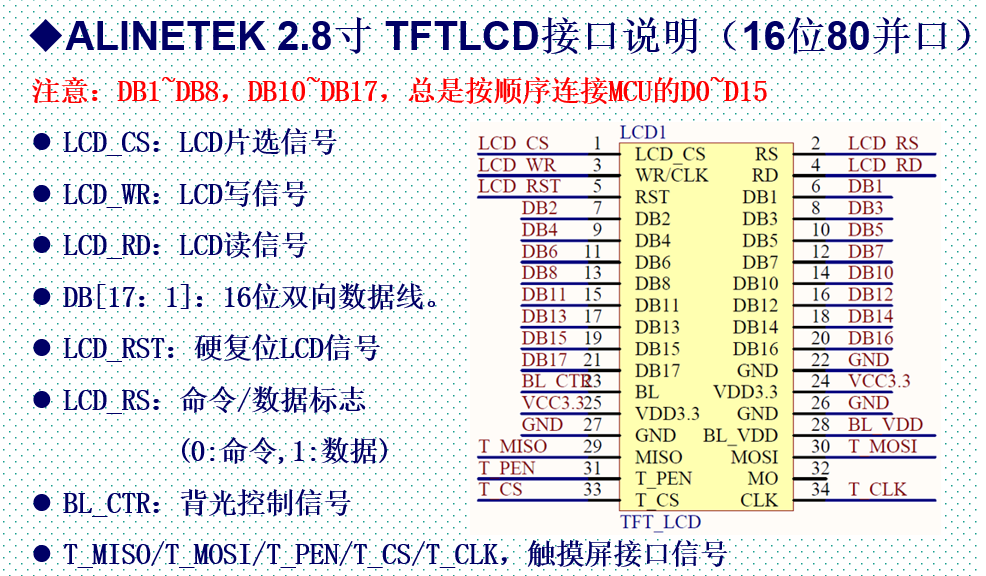 ◆ALINETEK 2.8寸 TFTLCD接口说明（16位80并口）
注意：DB1~DB8，DB10~DB17，总是按顺序连接MCU的D0~D15
● LCD_CS：LCD片选信号
● LCD_WR：LCD写信号
● LCD_RD：LCD读信号
● DB[17：1]：16位双向数据线。
● LCD_RST：硬复位LCD信号
● LCD_RS：命令/数据标志
(0:命令,1:数据)
● BL_CTR：背光控制信号
● T_MISO/T_MOSI/T_PEN/T_CS/T_CLK，触摸屏接口信号
LCD1
LCD_CS 1 LCD_CS RS 2 LCD_RS
LCD_WR 3 WR/CLK RD 4 LCD_RD
LCD_RST 5 RST DB1 6 DB1
DB2 7 DB2 DB3 8 DB3
DB4 9 DB4 DB5 10 DB5
DB6 11 DB6 DB7 12 DB7
DB8 13 DB8 DB10 14 DB10
DB11 15 DB11 DB12 16 DB12
DB13 17 DB13 DB14 18 DB14
DB15 19 DB15 DB16 20 DB16
DB17 21 DB17 GND 22 GND
BL_CTR 23 BL VDD3.3 24 VCC3.3
VCC3.3 25 VDD3.3 GND 26 GND
GND 27 GND BL_VDD 28 BL_VDD
T_MISO 29 MISO MOSI 30 T_MOSI
T_PEN 31 T_PEN MO 32
T_CS 33 T_CS CLK 34 T_CLK
TFT_LCD